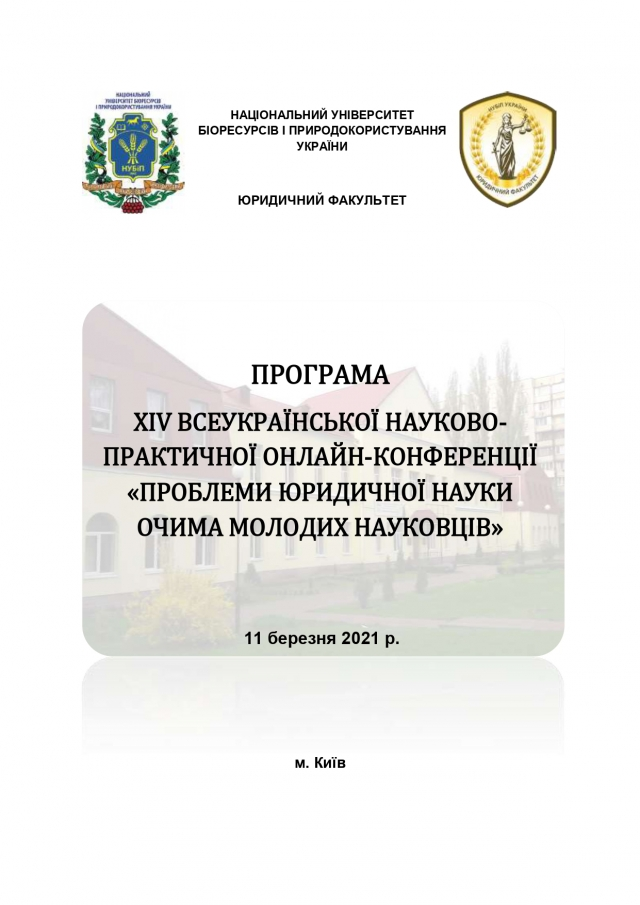 НАЦІОНАЛЬНИЙ
УНІВЕРСИТЕТ БІОРЕСУРСІВ
І ПРИРОДОКОРИСТУВАННЯ УКРАЇНИ
НУБіП
НАЦІОНАЛЬНИЙ УНІВЕРСИТЕТ
БІОРЕСУРСІВ І ПРИРОДОКОРИСТУВАННЯ
УКРАЇНИ
НУБІП УКРАЇНИ
ЮРИДИЧНИЙ ФАКУЛЬТЕТ
ЮРИДИЧНИЙ ФАКУЛЬТЕТ
ПРОГРАМА
XIV ВСЕУКРАЇНСЬКОЇ НАУКОВО-
ПРАКТИЧНОЇ ОНЛАЙН-КОНФЕРЕНЦІЇ
«ПРОБЛЕМИ ЮРИДИЧНОЇ НАУКИ
ОЧИМА МОЛОДИХ НАУКОВЦІВ»
11 березня 2021 р.
м. Київ